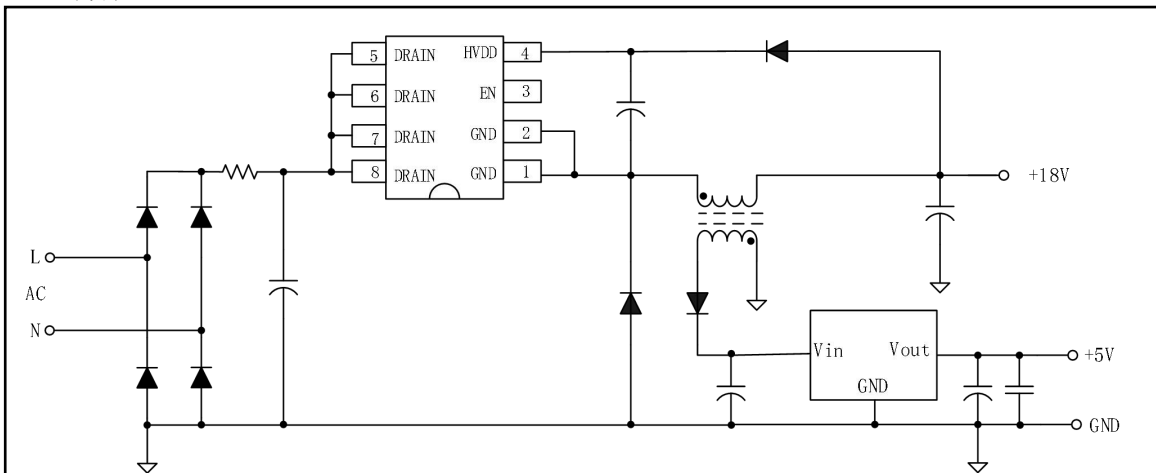 5 DRAIN HVDD 4
6 DRAIN EN 3
7 DRAIN GND 2
8 DRAIN GND 1
+18V
L
AC
N
Vin Vout
GND
+5V
GND